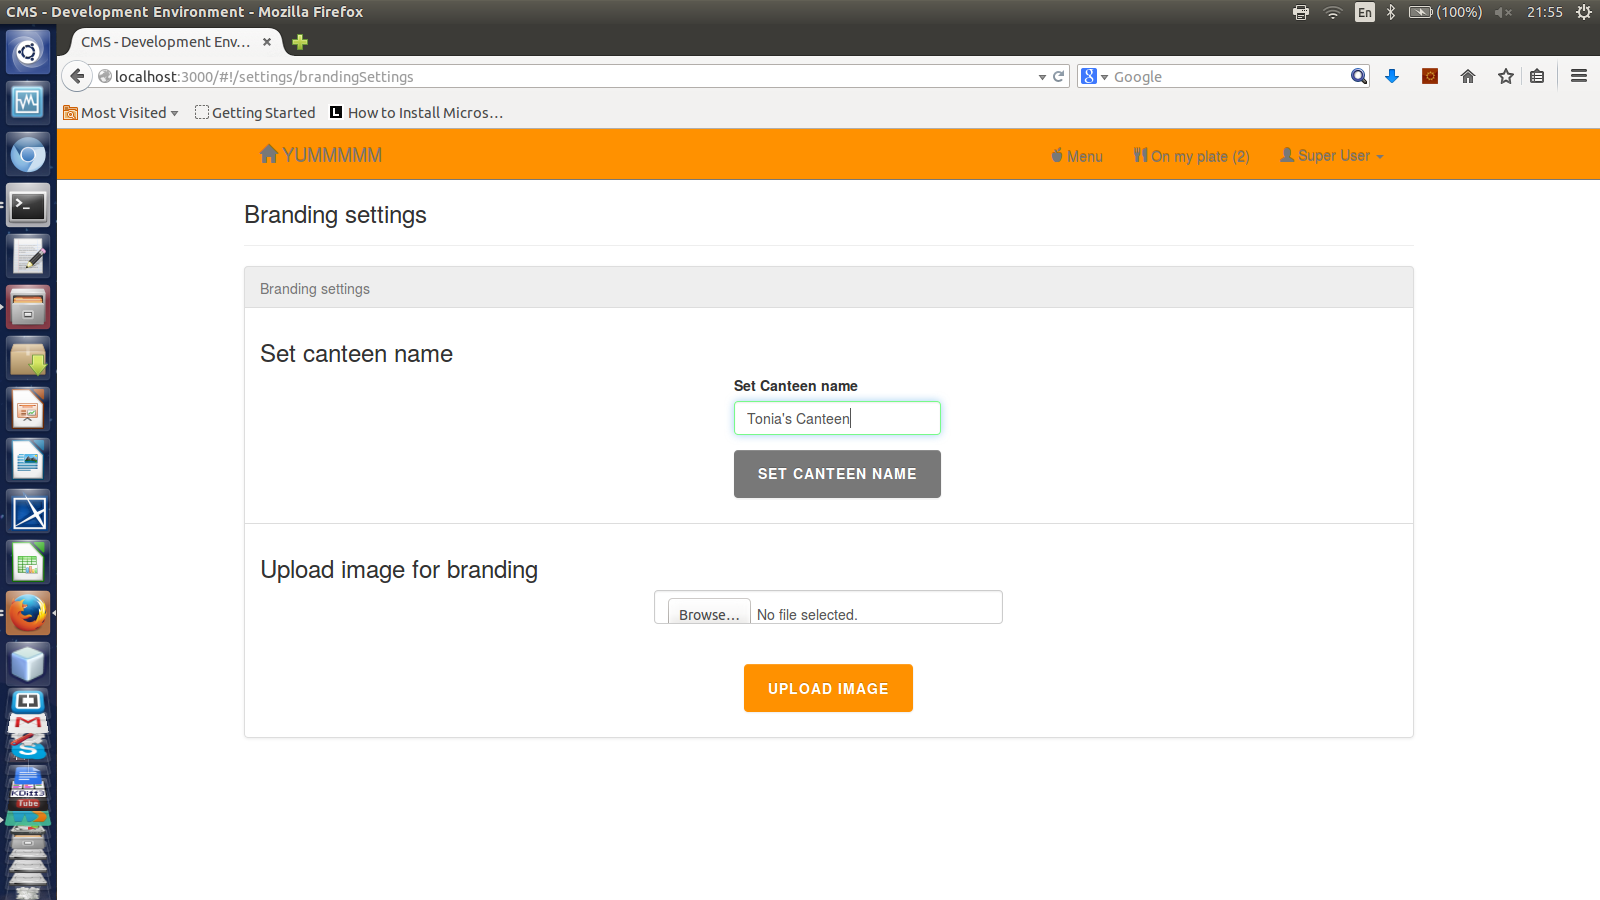 CMS - Development Environment - Mozilla Firefox
En
(100%)
21:55
CMS - Development Env...
localhost:3000/#!/settings/brandingSettings
8
Google
Most Visited
Getting Started
L
How to Install Micros...
YUMMMMM
Menu
On my plate (2)
Super User
Branding settings
Branding settings
Set canteen name
Set Canteen name
Tonia's Canteen
SET CANTEEN NAME
Upload image for branding
Browse...
No file selected.
UPLOAD IMAGE
KDiff3
Tube